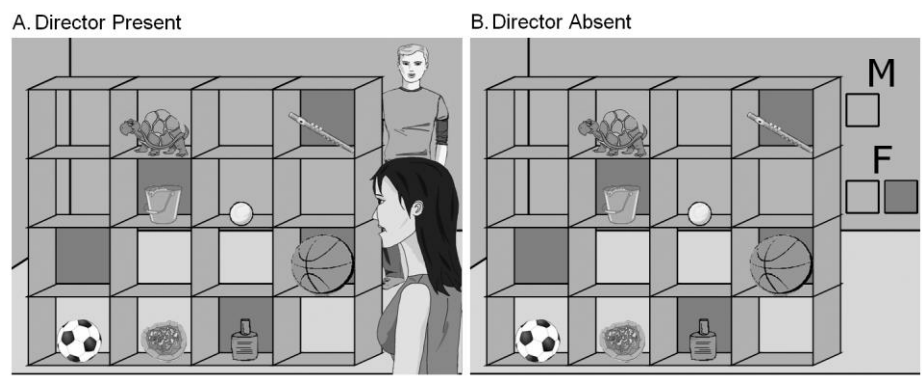 A. Director Present
B. Director Absent
M
F